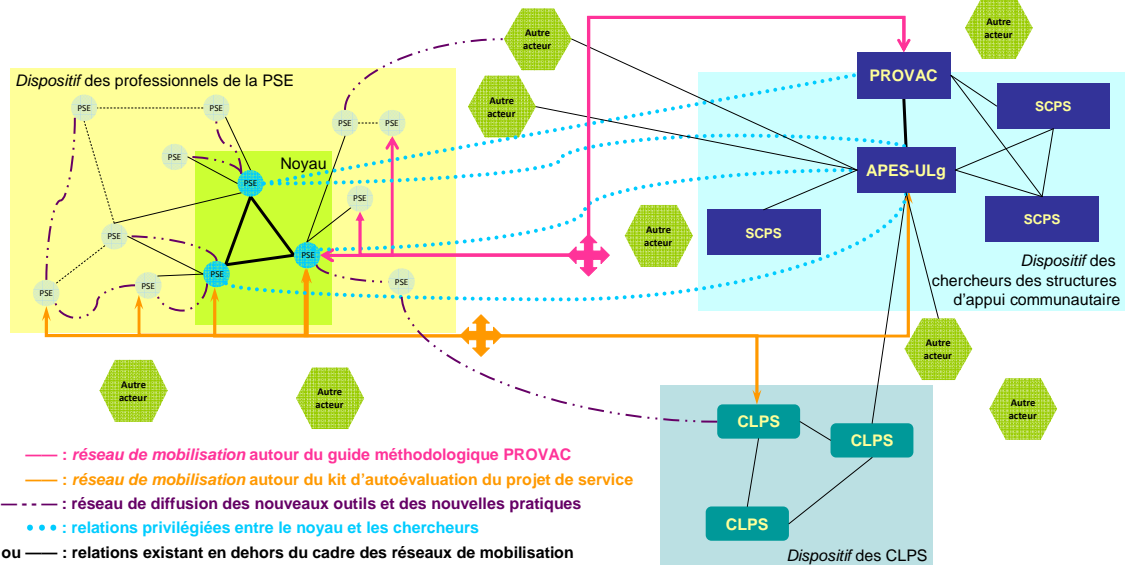 Autre
acteur
Autre
acteur
Dispositif des professionnels de la PSE
PROVAC
Autre
acteur
SCPS
PSE
PSE
PSE
PSE
PSE
Noyau
PSE
APES-ULg
PSE
SCPS
SCPS
Autre
acteur
PSE
PSE
PSE
PSE
PSE
PSE
Dispositif des
chercheurs des structures
d'appui communautaire
Autre
acteur
Autre
acteur
Autre
acteur
Autre
acteur
CLPS
CLPS
CLPS
Dispositif des CLPS
—— : réseau de mobilisation autour du guide méthodologique PROVAC
—— : réseau de mobilisation autour du kit d'autoévaluation du projet de service
— - - — : réseau de diffusion des nouveaux outils et des nouvelles pratiques
• • • : relations privilégiées entre le noyau et les chercheurs
ou —— : relations existant en dehors du cadre des réseaux de mobilisation